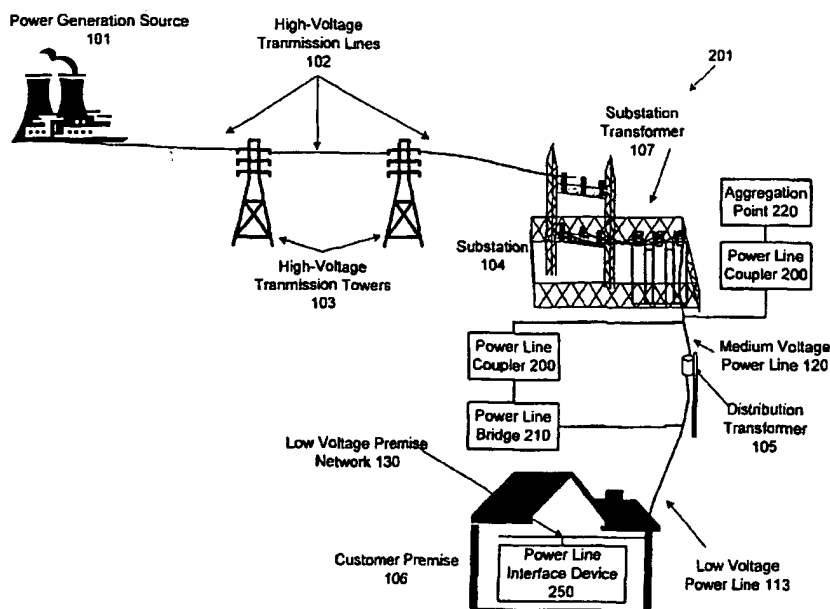 Power Generation Source
101
High-Voltage
Tranmission Lines
102
201
Substation
Transformer
107
Aggregation
Point 220
Power Line
Coupler 200
Substation
104
High-Voltage
Tranmission Towers
103
Power Line
Coupler 200
Medium Voltage
Power Line 120
Power Line
Bridge 210
Distribution
Transformer
105
Low Voltage Premise
Network 130
Customer Premise
106
Power Line
Interface Device
250
Low Voltage
Power Line 113